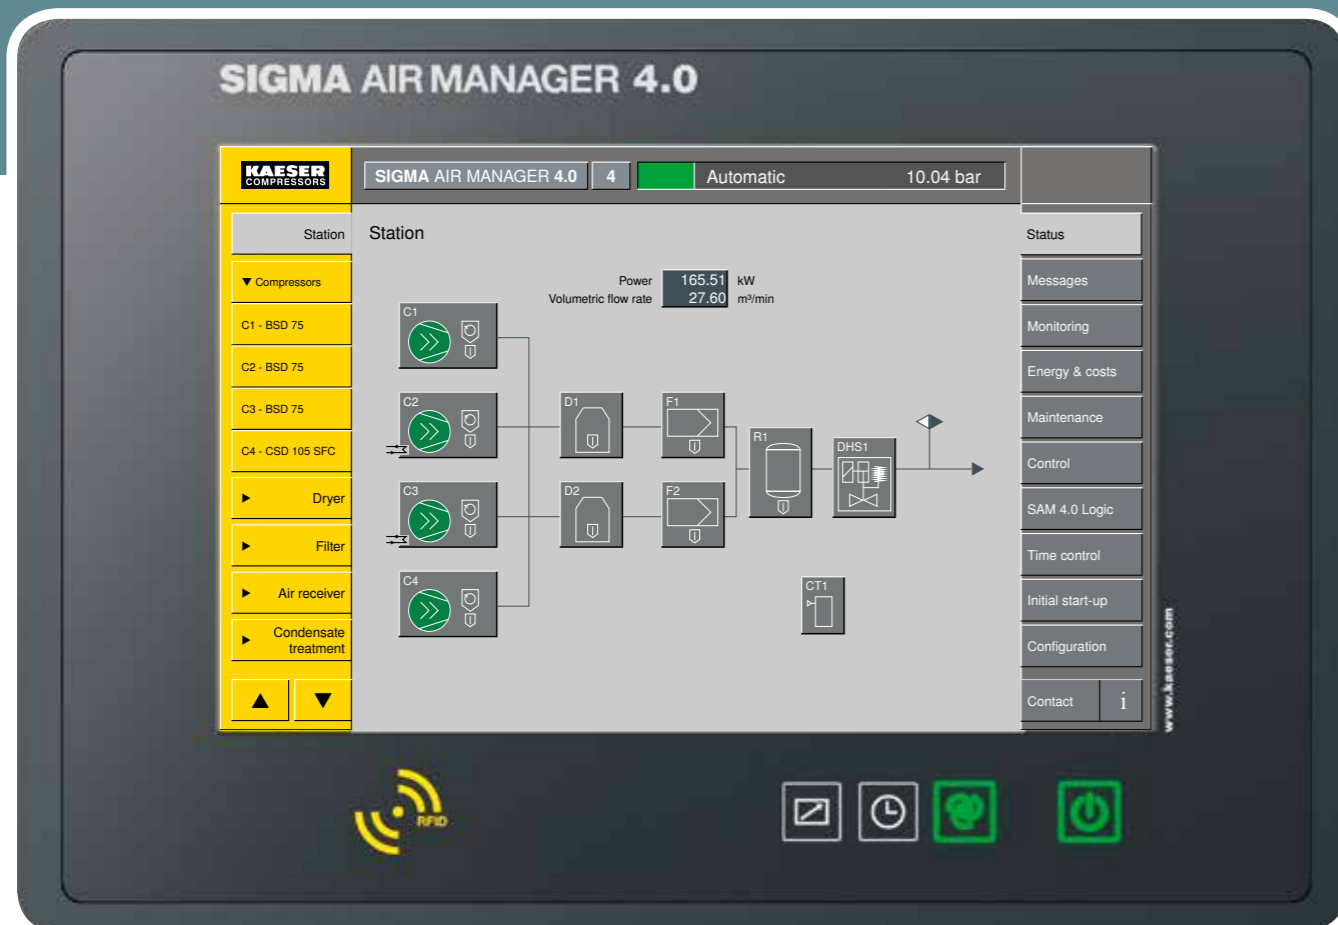 SIGMA AIR MANAGER 4.0
KAESER
COMPRESSORS
SIGMA AIR MANAGER 4.0
4
Automatic
10.04 bar
Station
▼ Compressors
C1 - BSD 75
C2 - BSD 75
C3 - BSD 75
C4 - CSD 105 SFC
Dryer
Filter
Air receiver
Condensate
treatment
Station
Power 165.51 kW
Volumetric flow rate 27.60 m³/min
C1
C2
D1
F1
R1
DHS1
C3
D2
F2
C4
CT1
Status
Messages
Monitoring
Energy & costs
Maintenance
Control
SAM 4.0 Logic
Time control
Initial start-up
Configuration
Contact i
www.kaeser.com
RFID